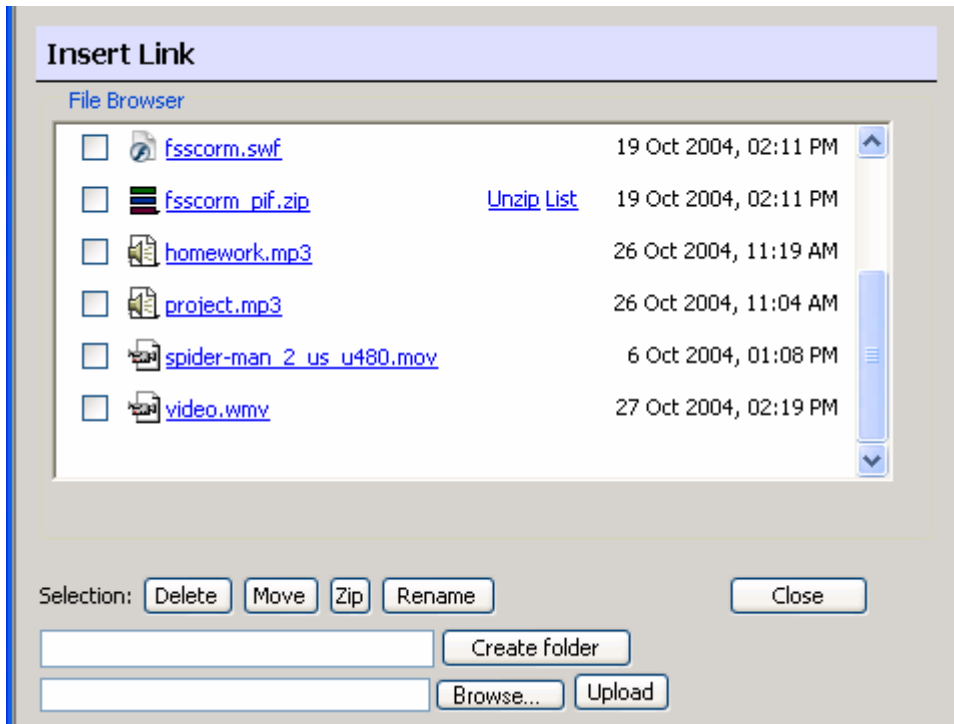 Insert Link
File Browser
fsscorm.swf 19 Oct 2004, 02:11 PM
fsscorm_pif.zip Unzip List 19 Oct 2004, 02:11 PM
homework.mp3 26 Oct 2004, 11:19 AM
project.mp3 26 Oct 2004, 11:04 AM
spider-man_2_us_u480.mov 6 Oct 2004, 01:08 PM
video.wmv 27 Oct 2004, 02:19 PM
Selection: Delete Move Zip Rename Close
Create folder
Browse... Upload